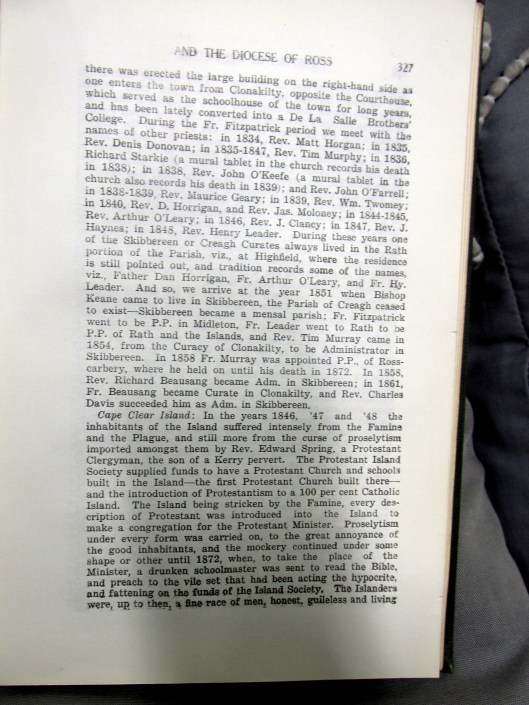 AND THE DIOCESE OF ROSS 327
there was erected the large building on the right-hand side as
one enters the town from Clonakilty, opposite the Courthouse,
which served as the schoolhouse of the town for long years,
and has been lately converted into a De La Salle Brothers'
College. During the Fr. Fitzpatrick period we meet with the
names of other priests: in 1834, Rev. Matt Horgan; in 1835,
Rev. Denis Donovan; in 1835-1847, Rev. Tim Murphy; in 1836,
Richard Starkie (a mural tablet in the church records his death
in 1838); in 1838, Rev. John O'Keefe (a mural tablet in the
church also records his death in 1839); and Rev. John O'Farrell;
in 1838-1839, Rev. Maurice Geary; in 1839, Rev. Wm. Twomey;
in 1840, Rev. D. Horrigan, and Rev. Jas. Moloney; in 1844-1845,
Rev. Arthur O'Leary; in 1846, Rev. J. Clancy; in 1847, Rev. J.
Haynes; in 1848, Rev. Henry Leader. During these years one
of the Skibbereen or Creagh Curates always lived in the Rath
portion of the Parish, viz., at Highfield, where the residence
is still pointed out, and tradition records some of the names,
viz., Father Dan Horrigan, Fr. Arthur O'Leary, and Fr. Hy.
Leader. And so, we arrive at the year 1851 when Bishop
Keane came to live in Skibbereen, the Parish of Creagh ceased
to exist—Skibbereen became a mensal parish; Fr. Fitzpatrick
went to be P.P. in Midleton, Fr. Leader went to Rath to be
P.P. of Rath and the Islands, and Rev. Tim Murray came in
1854, from the Curacy of Clonakilty, to be Administrator in
Skibbereen. In 1858 Fr. Murray was appointed P.P., of Ross-
carbery, where he held on until his death in 1872. In 1858,
Rev. Richard Beausang became Adm. in Skibbereen; in 1861,
Fr. Beausang became Curate in Clonakilty, and Rev. Charles
Davis succeeded him as Adm. in Skibbereen.
Cape Clear Island: In the years 1846, '47 and '48 the
inhabitants of the Island suffered intensely from the Famine
and the Plague, and still more from the curse of proselytism
imported amongst them by Rev. Edward Spring, a Protestant
Clergyman, the son of a Kerry pervert. The Protestant Island
Society supplied funds to have a Protestant Church and schools
built in the Island—the first Protestant Church built there—
and the introduction of Protestantism to a 100 per cent Catholic
Island. The Island being stricken by the Famine, every des-
cription of Protestant was introduced into the Island to
make a congregation for the Protestant Minister. Proselytism
under every form was carried on, to the great annoyance of
the good inhabitants, and the mockery continued under some
shape or other until 1872, when, to take the place of the
Minister, a drunken schoolmaster was sent to read the Bible,
and preach to the vile set that had been acting the hypocrite,
and fattening on the funds of the Island Society. The Islanders
were, up to then, a fine race of men, honest, guileless and living